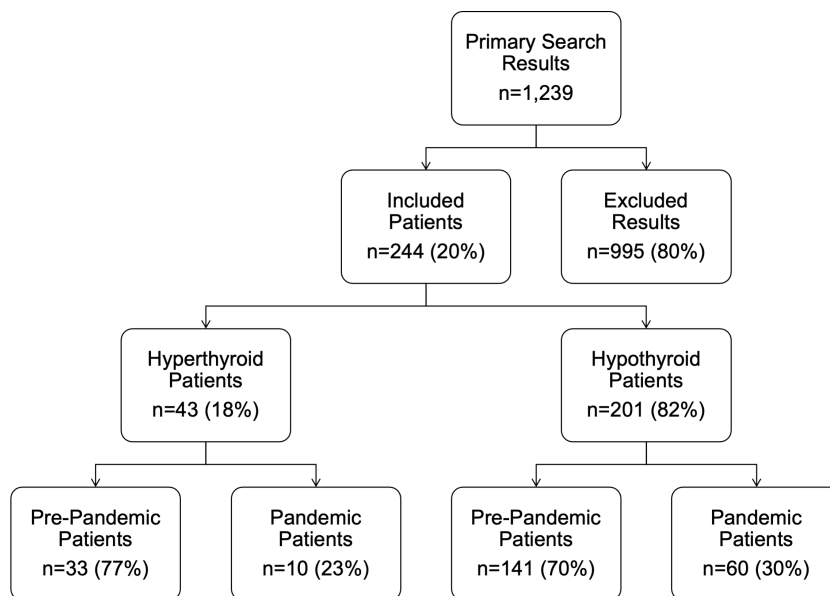 Primary Search
Results
n=1,239
Included
Patients
n=244 (20%)
Excluded
Results
n=995 (80%)
Hyperthyroid
Patients
n=43 (18%)
Hypothyroid
Patients
n=201 (82%)
Pre-Pandemic
Patients
n=33 (77%)
Pandemic
Patients
n=10 (23%)
Pre-Pandemic
Patients
n=141 (70%)
Pandemic
Patients
n=60 (30%)